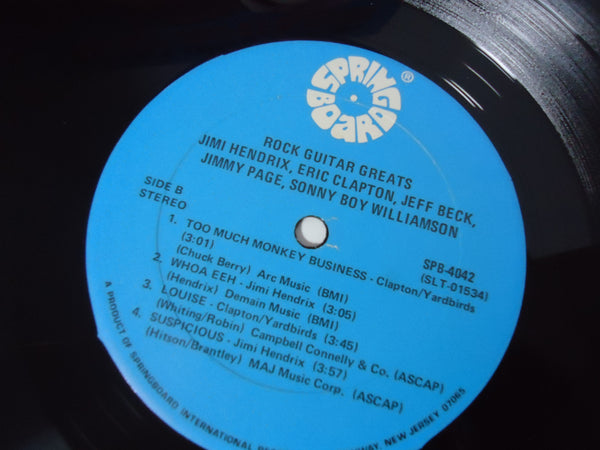 SPRING
BOARD
®
ROCK GUITAR GREATS
JIMI HENDRIX, ERIC CLAPTON, JEFF BECK,
JIMMY PAGE, SONNY BOY WILLIAMSON
SIDE B
STEREO
SPB-4042
(SLT-01534)
1. TOO MUCH MONKEY BUSINESS - Clapton/Yardbirds
(3:01)
(Chuck Berry) Arc Music (BMI)
2. WHOA EEH - Jimi Hendrix (3:05)
(Hendrix) Demain Music (BMI)
3. LOUISE - Clapton/Yardbirds (3:45)
(Whiting/Robin) Campbell Connelly & Co. (ASCAP)
4. SUSPICIOUS - Jimi Hendrix (3:57)
(Hitson/Brantley) MAJ Music Corp. (ASCAP)
A PRODUCT OF SPRINGBOARD INTERNATIONAL NEW JERSEY 07065